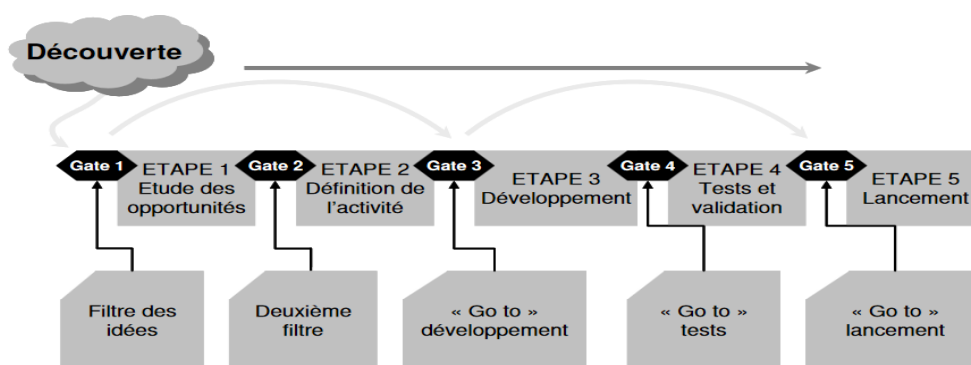 Découverte
Gate 1
ETAPE 1
Etude des
opportunités
Gate 2
ETAPE 2
Définition de
l'activité
Gate 3
ETAPE 3
Développement
Gate 4
ETAPE 4
Tests et
validation
Gate 5
ETAPE 5
Lancement
Filtre des
idées
Deuxième
filtre
« Go to »
développement
« Go to »
tests
« Go to »
lancement